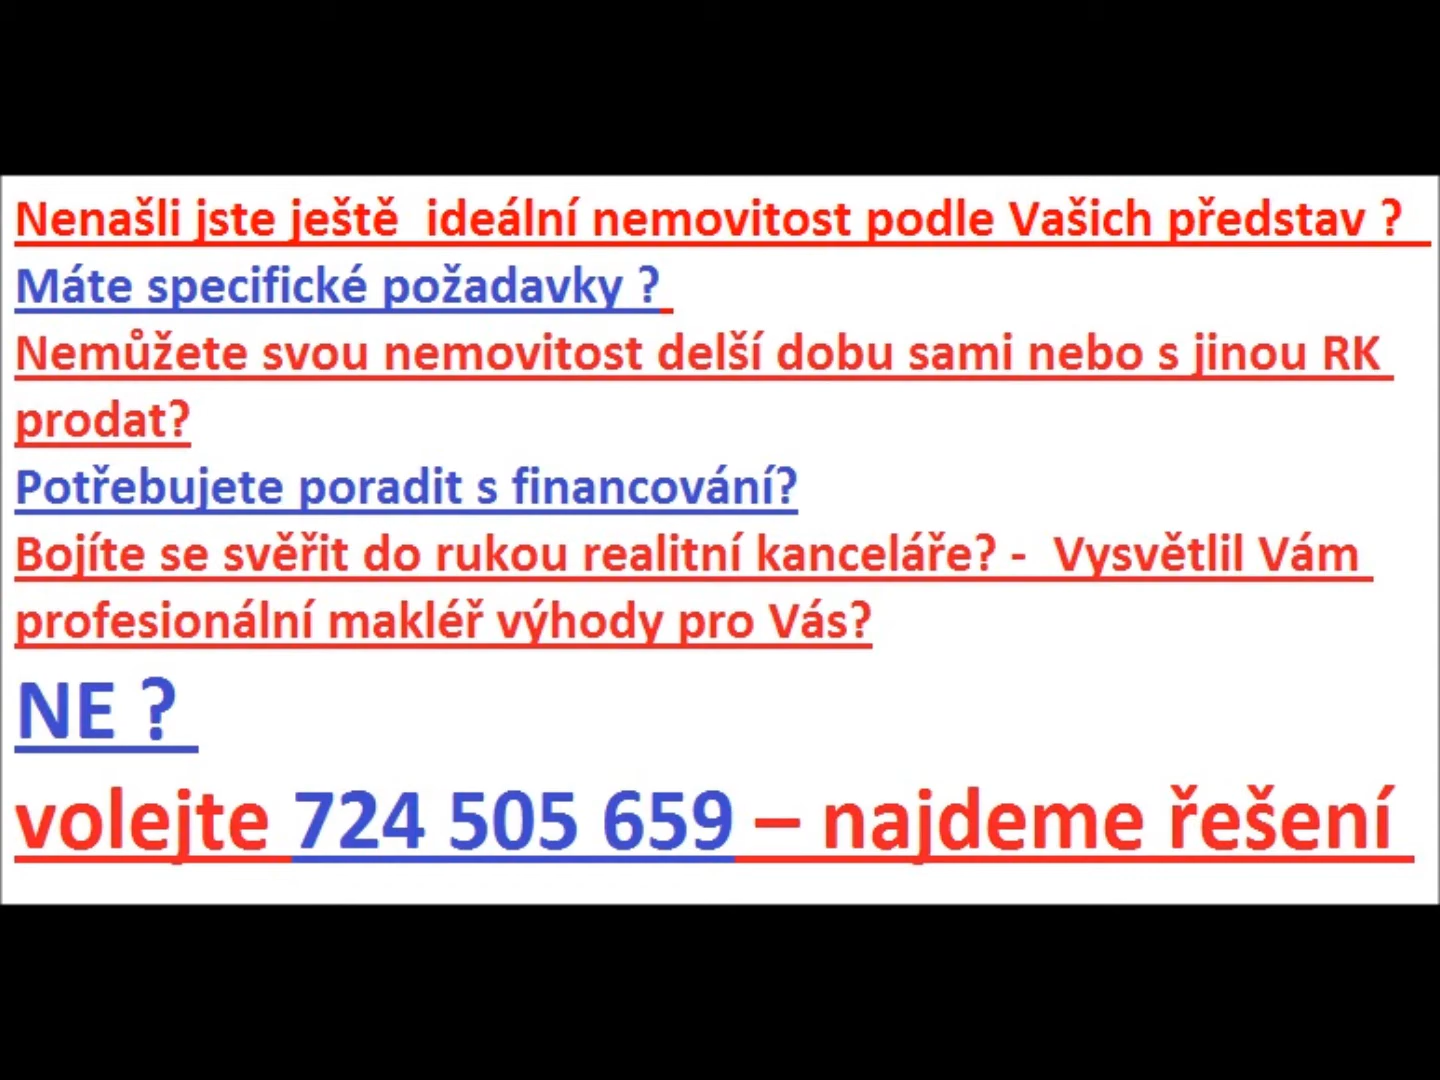 Nenašli jste ještě  ideální nemovitost podle Vašich představ ?
Máte specifické požadavky ?
Nemůžete svou nemovitost delší dobu sami nebo s jinou RK
prodat?
Potřebujete poradit s financování?
Bojíte se svěřit do rukou realitní kanceláře? -  Vysvětlil Vám
profesionální makléř výhody pro Vás?
NE ?
volejte 724 505 659 – najdeme řešení